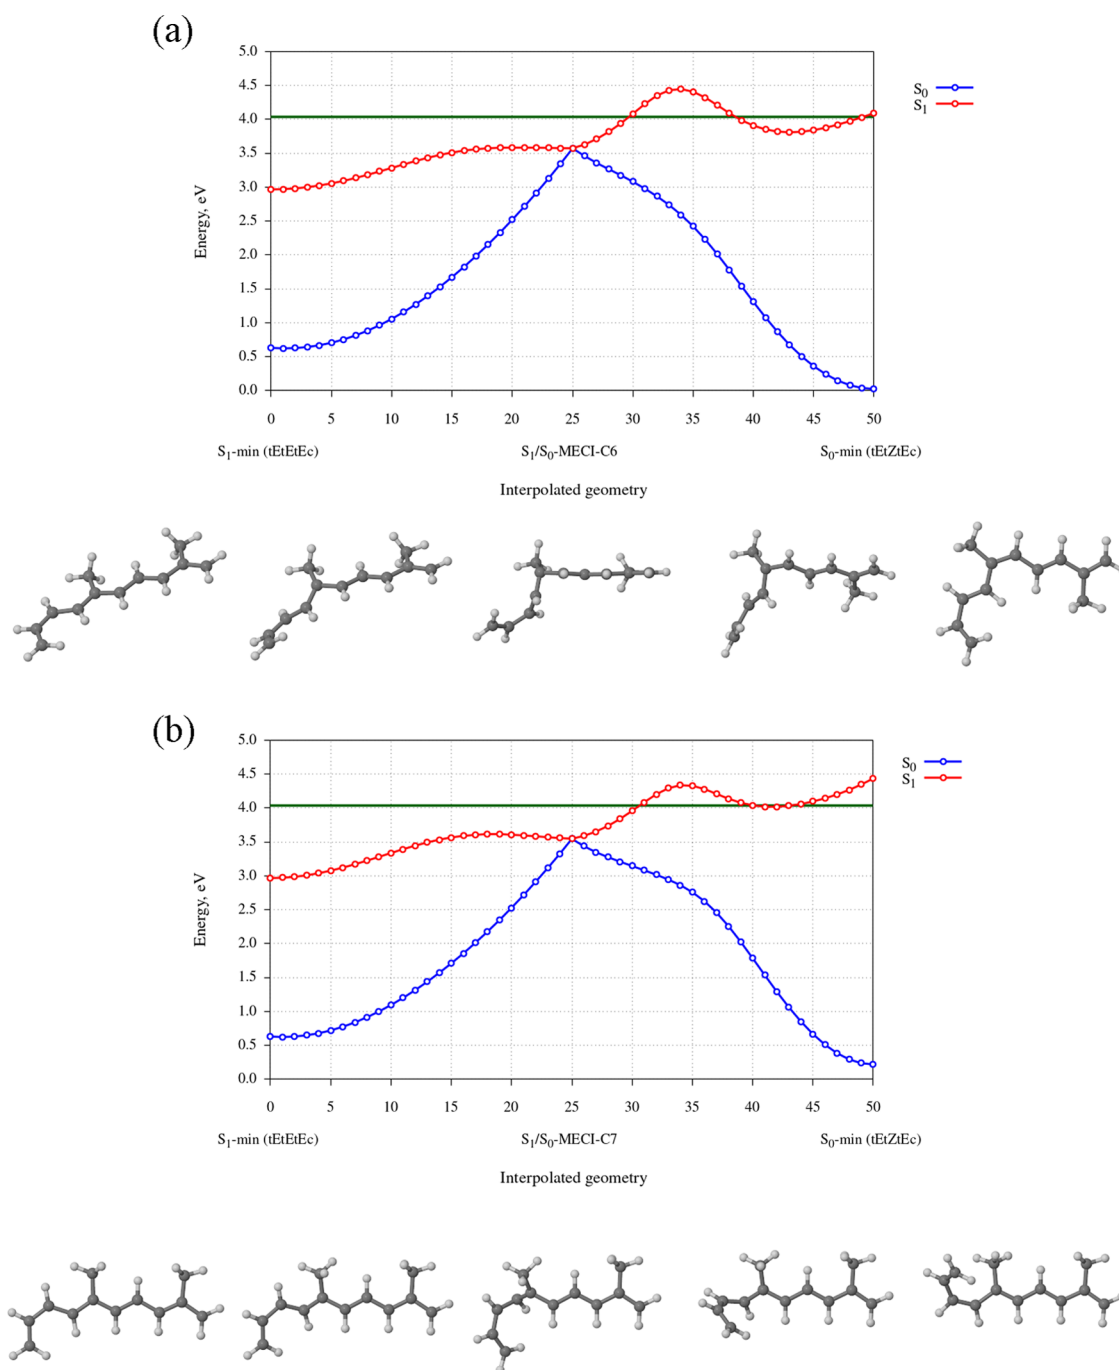 (a)
5.0
4.5
4.0
3.5
3.0
2.5
2.0
1.5
1.0
0.5
0.0
Energy, eV
S0
S1
0 5 10 15 20 25 30 35 40 45 50
S1-min (tEtEtEc) S1/S0-MECI-C6 S0-min (tEtZtEc)
Interpolated geometry
(b)
5.0
4.5
4.0
3.5
3.0
2.5
2.0
1.5
1.0
0.5
0.0
Energy, eV
S0
S1
0 5 10 15 20 25 30 35 40 45 50
S1-min (tEtEtEc) S1/S0-MECI-C7 S0-min (tEtZtEc)
Interpolated geometry